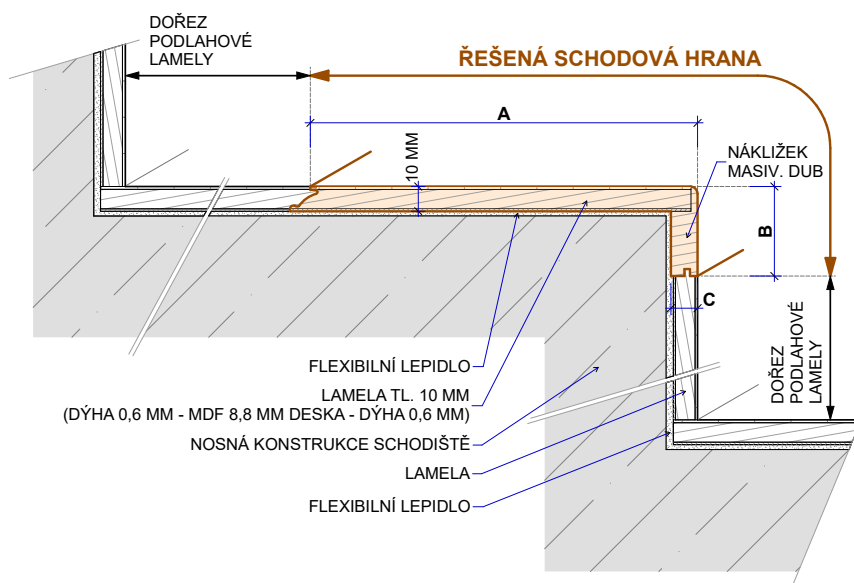 DOŘEZ
PODLAHOVÉ
LAMELY
ŘEŠENÁ SCHODOVÁ HRANA
A
10 MM
NÁKLIŽEK
MASIV. DUB
B
C
DOŘEZ
PODLAHOVÉ
LAMELY
FLEXIBILNÍ LEPIDLO
LAMELA TL. 10 MM
(DÝHA 0,6 MM - MDF 8,8 MM DESKA - DÝHA 0,6 MM)
NOSNÁ KONSTRUKCE SCHODIŠTĚ
LAMELA
FLEXIBILNÍ LEPIDLO